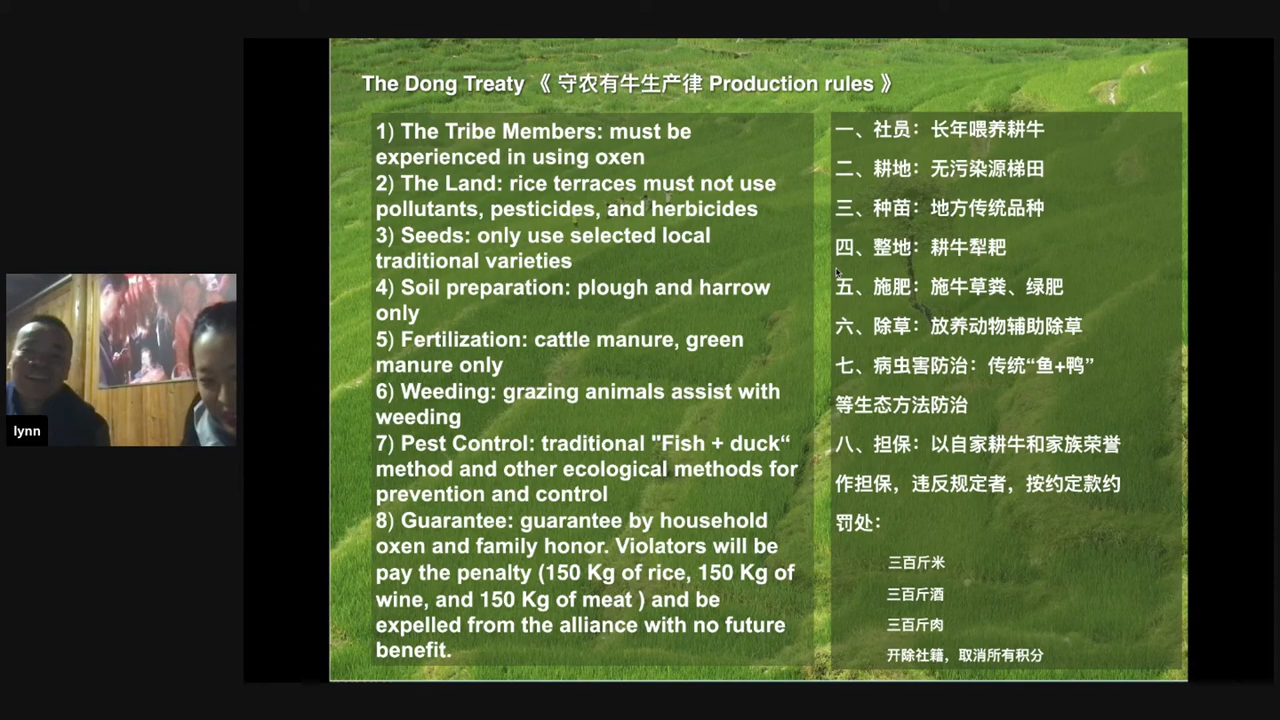 The Dong Treaty 《 守农有牛生产律 Production rules 》
1) The Tribe Members: must be
experienced in using oxen
2) The Land: rice terraces must not use
pollutants, pesticides, and herbicides
3) Seeds: only use selected local
traditional varieties
4) Soil preparation: plough and harrow
only
5) Fertilization: cattle manure, green
manure only
6) Weeding: grazing animals assist with
weeding
7) Pest Control: traditional "Fish + duck“
method and other ecological methods for
prevention and control
8) Guarantee: guarantee by household
oxen and family honor. Violators will be
pay the penalty (150 Kg of rice, 150 Kg of
wine, and 150 Kg of meat ) and be
expelled from the alliance with no future
benefit.
一、社员：长年喂养耕牛
二、耕地：无污染源梯田
三、种苗：地方传统品种
四、整地：耕牛犁耙
五、施肥：施牛草粪、绿肥
六、除草：放养动物辅助除草
七、病虫害防治：传统“鱼+鸭”
等生态方法防治
八、担保：以自家耕牛和家族荣誉
作担保，违反规定者，按约定款约
罚处：
三百斤米
三百斤酒
三百斤肉
开除社籍，取消所有积分
lynn